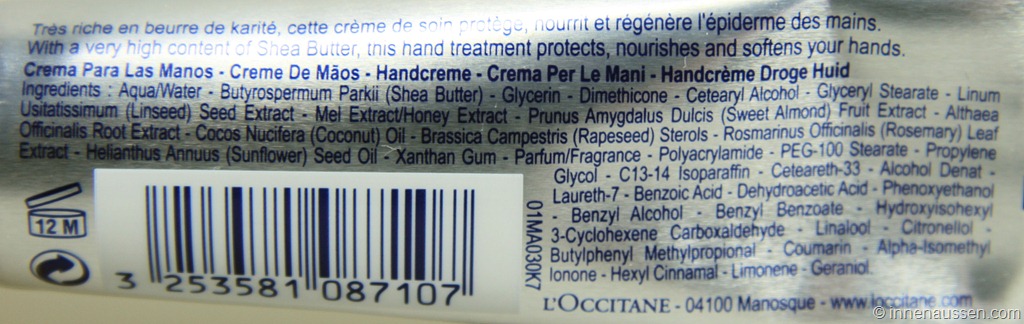 Très riche en beurre de karité, cette crème de soin protège, nourrit et régénère l'épiderme des mains.
With a very high content of Shea Butter, this hand treatment protects, nourishes and softens your hands.
Crema Para Las Manos - Creme De Mãos - Handcreme - Crema Per Le Mani - Handcrème Droge Huid
Ingredients : Aqua/Water - Butyrospermum Parkii (Shea Butter) - Glycerin - Dimethicone - Cetearyl Alcohol - Glyceryl Stearate - Linum
Usitatissimum (Linseed) Seed Extract - Mel Extract/Honey Extract - Prunus Amygdalus Dulcis (Sweet Almond) Fruit Extract - Althaea
Officinalis Root Extract - Cocos Nucifera (Coconut) Oil - Brassica Campestris (Rapeseed) Sterols - Rosmarinus Officinalis (Rosemary) Leaf
Extract - Helianthus Annuus (Sunflower) Seed Oil - Xanthan Gum - Parfum/Fragrance - Polyacrylamide - PEG-100 Stearate - Propylene
Glycol - C13-14 Isoparaffin - Ceteareth-33 - Alcohol Denat -
Laureth-7 - Benzoic Acid - Dehydroacetic Acid - Phenoxyethanol
- Benzyl Alcohol - Benzyl Benzoate - Hydroxyisohexyl
3-Cyclohexene Carboxaldehyde - Linalool - Citronellol -
Butylphenyl Methylpropional - Coumarin - Alpha-Isomethyl
Ionone - Hexyl Cinnamal - Limonene - Geraniol.
12 M
3 253581 087107
01MA030K7
L'OCCITANE - 04100 Manosque - www.loccitane.com
© innenaussen.com